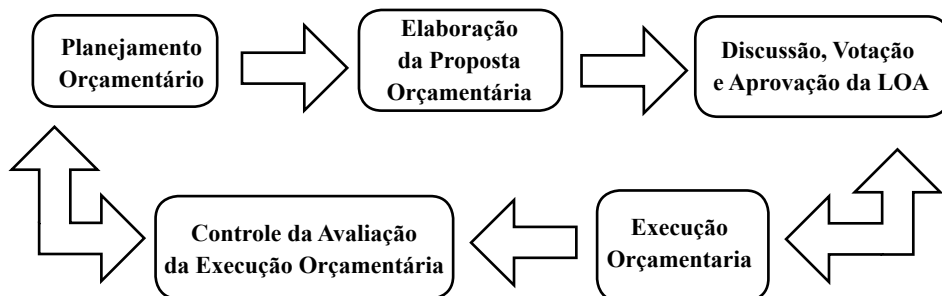 Planejamento
Orçamentário
Elaboração
da Proposta
Orçamentária
Discussão, Votação
e Aprovação da LOA
Controle da Avaliação
da Execução Orçamentária
Execução
Orçamentaria